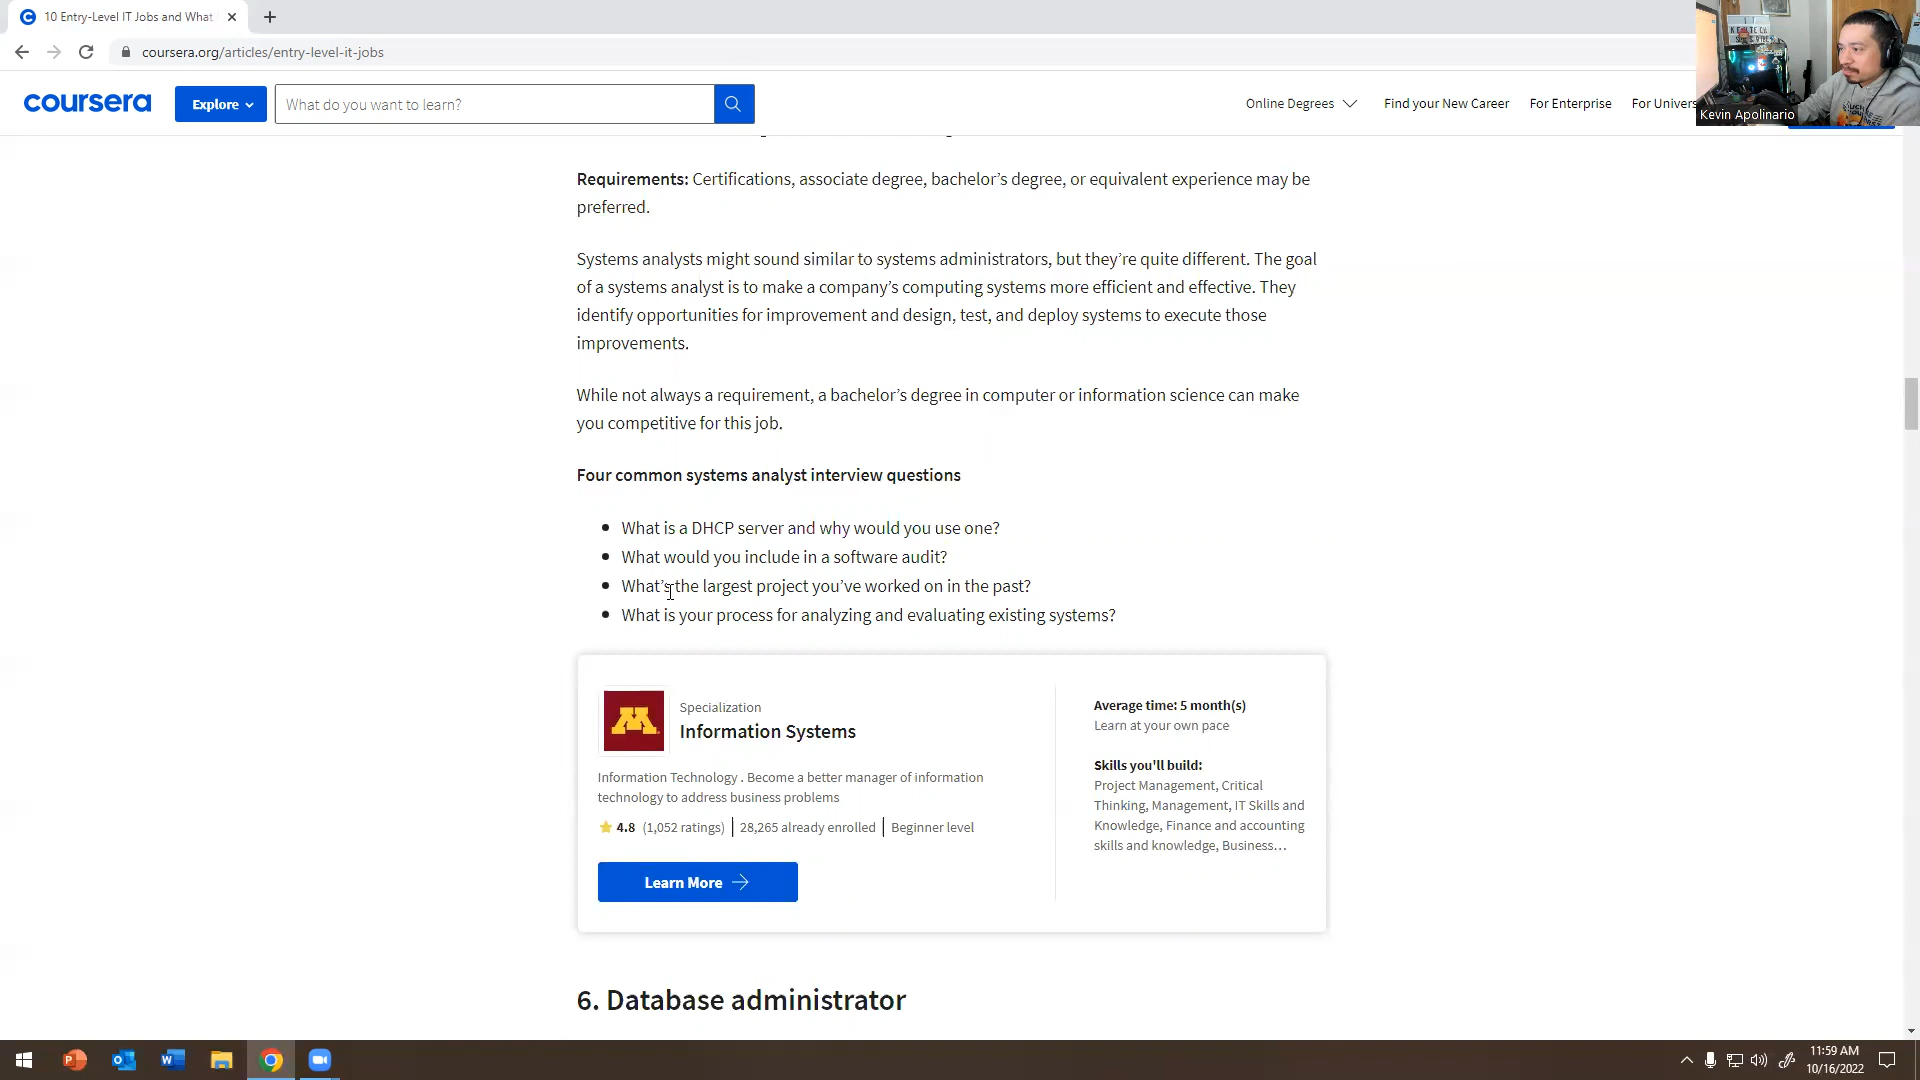 10 Entry-Level IT Jobs and What
coursera.org/articles/entry-level-it-jobs
coursera
Explore
What do you want to learn?
Online Degrees
Find your New Career
For Enterprise
For Univers
Kevin Apolinario
Requirements: Certifications, associate degree, bachelor’s degree, or equivalent experience may be
preferred.
Systems analysts might sound similar to systems administrators, but they’re quite different. The goal
of a systems analyst is to make a company’s computing systems more efficient and effective. They
identify opportunities for improvement and design, test, and deploy systems to execute those
improvements.
While not always a requirement, a bachelor’s degree in computer or information science can make
you competitive for this job.
Four common systems analyst interview questions
What is a DHCP server and why would you use one?
What would you include in a software audit?
What’s the largest project you’ve worked on in the past?
What is your process for analyzing and evaluating existing systems?
Specialization
Information Systems
Information Technology . Become a better manager of information
technology to address business problems
4.8 (1,052 ratings) 28,265 already enrolled Beginner level
Learn More
Average time: 5 month(s)
Learn at your own pace
Skills you'll build:
Project Management, Critical
Thinking, Management, IT Skills and
Knowledge, Finance and accounting
skills and knowledge, Business…
6. Database administrator
11:59 AM
10/16/2022